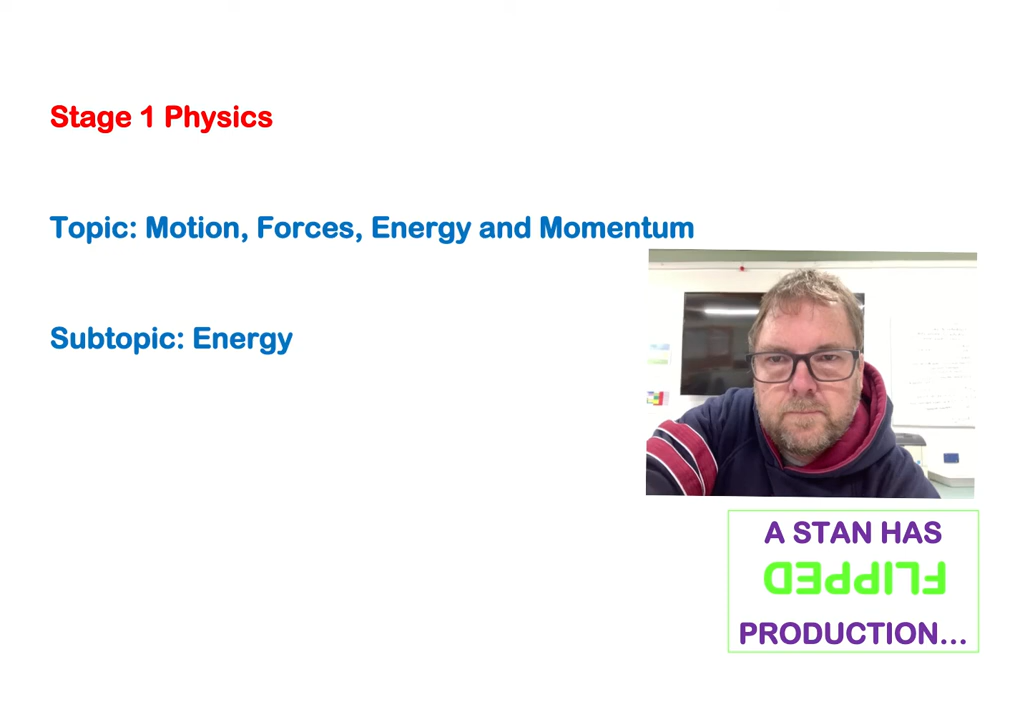 Stage 1 Physics
Topic: Motion, Forces, Energy and Momentum
Subtopic: Energy
A STAN HAS
FLIPPED
PRODUCTION...